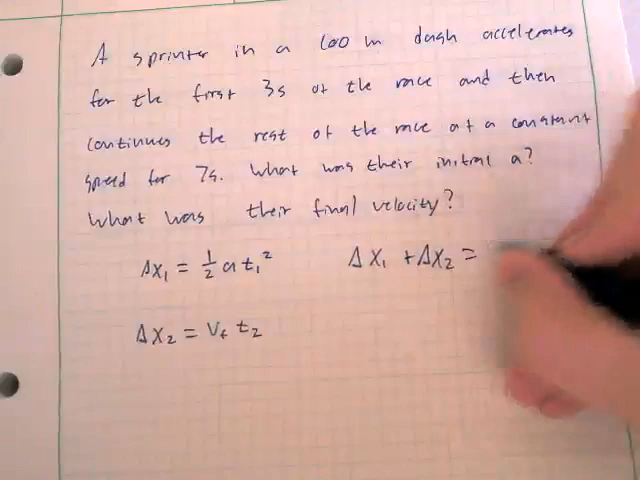 A sprinter in a 100 m dash accelerates
for the first 3s of the race and then
continues the rest of the race at a constant
speed for 7s. What was their initial a?
What was their final velocity?
Δx₁ = ½ a t₁² Δx₁ + Δx₂ =
Δx₂ = Vf t₂